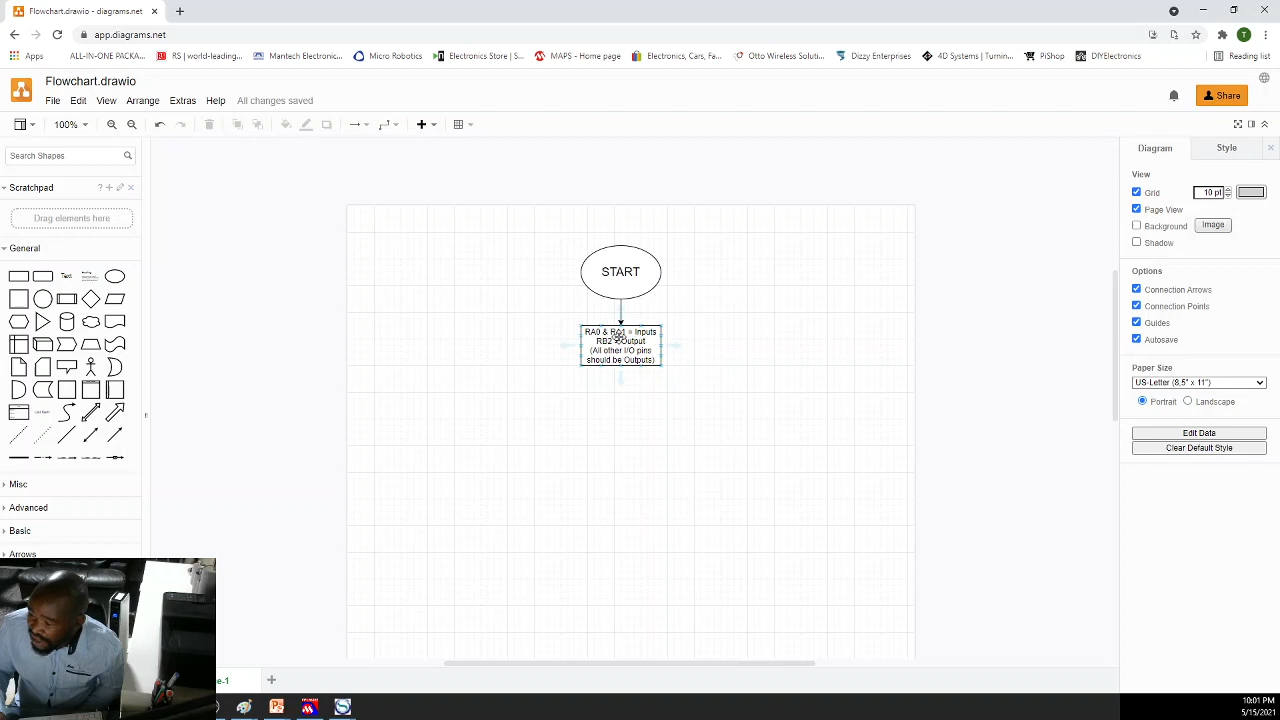 Flowchart.drawio - diagrams.net
app.diagrams.net
Apps ALL-IN-ONE PACKA... RS | world-leading... Mantech Electronic... Micro Robotics Electronics Store | S... MAPS - Home page Electronics, Cars, Fa... Otto Wireless Soluti... Dizzy Enterprises 4D Systems | Turnin... PiShop DIYElectronics Reading list
Flowchart.drawio
File Edit View Arrange Extras Help All changes saved
Share
100%
Search Shapes
Diagram Style
Scratchpad
Drag elements here
General
Text
View
Grid 10 pt
Page View
Background Image
Shadow
START
Options
Connection Arrows
Connection Points
Guides
Autosave
RA0 & RA1 = Inputs
RB2 = Output
(All other I/O pins
should be Outputs)
Paper Size
US-Letter (8,5" x 11")
Portrait Landscape
Edit Data
Clear Default Style
Misc
Advanced
Basic
Arrows
e-1
10:01 PM
5/15/2021